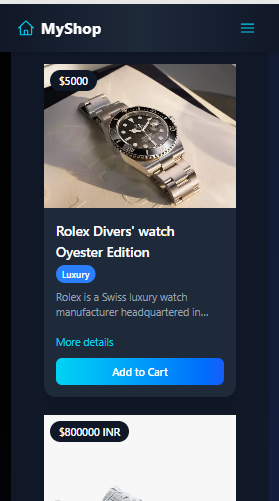 MyShop
$5000
Rolex Divers' watch
Oyester Edition
Luxury
Rolex is a Swiss luxury watch
manufacturer headquartered in...
More details
Add to Cart
$800000 INR